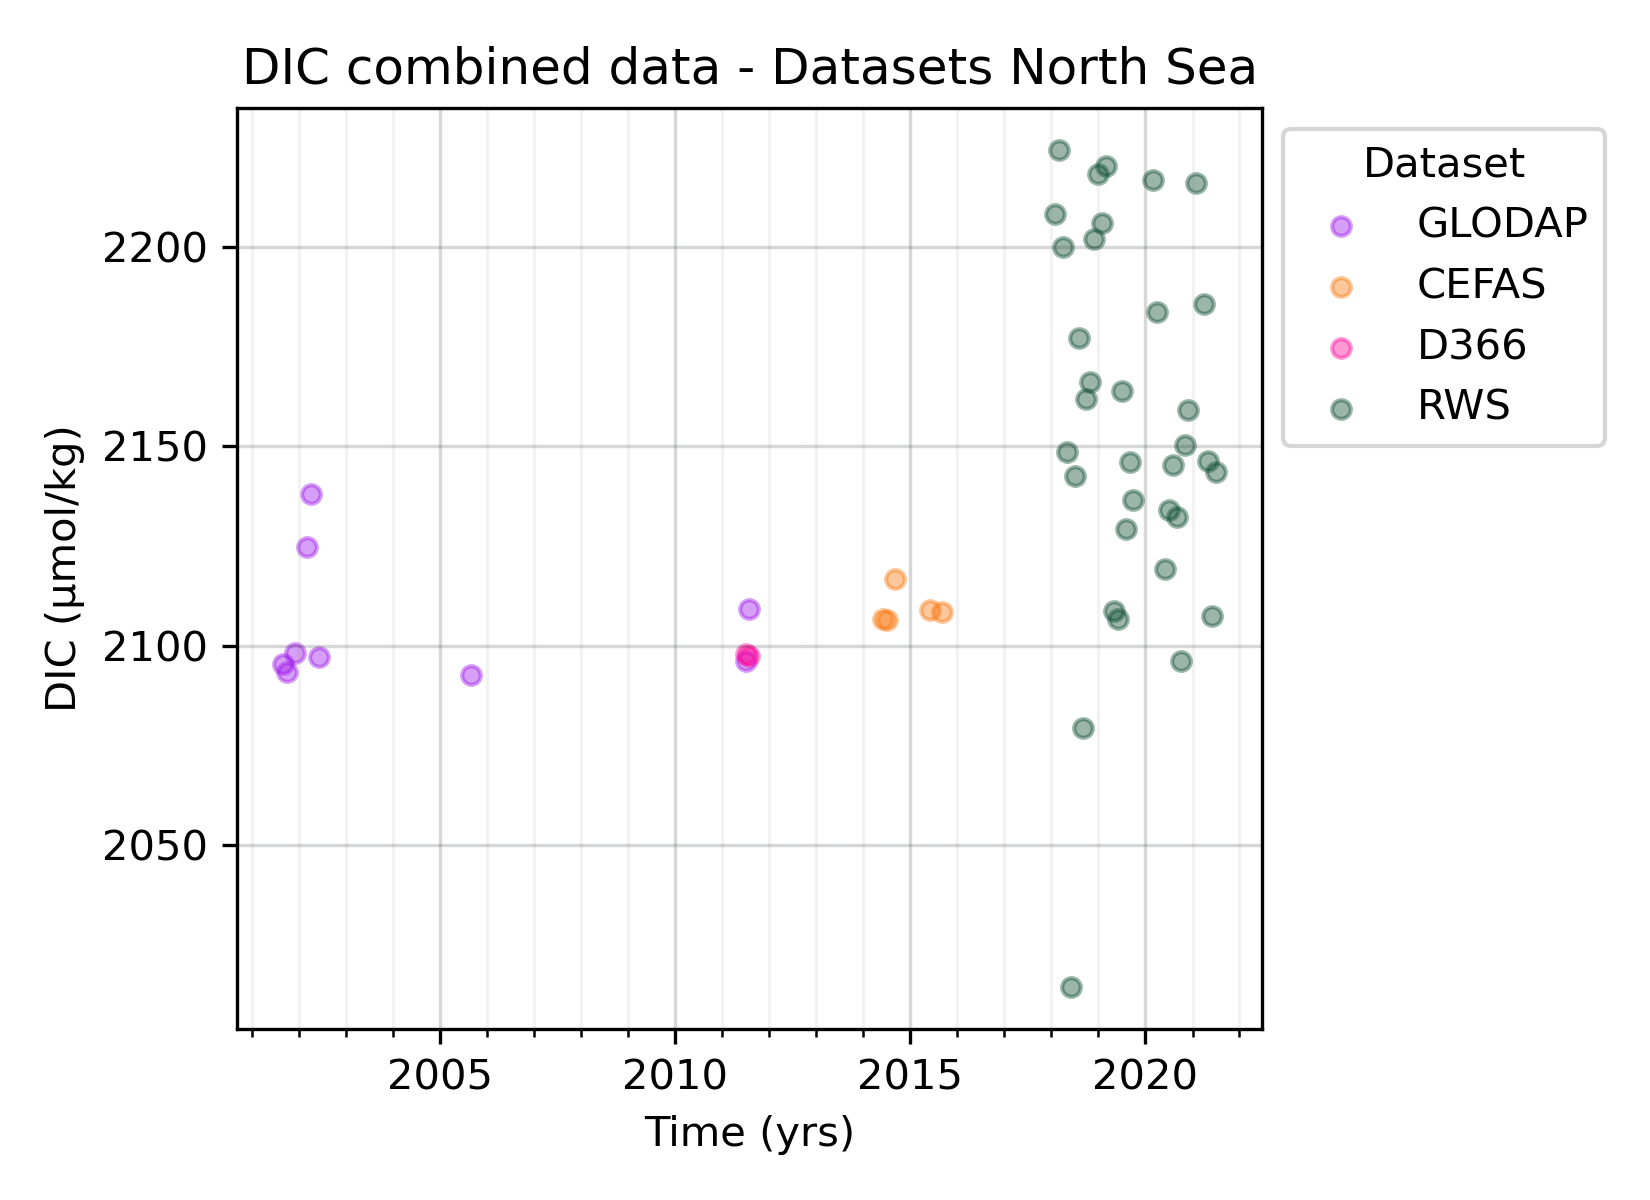 DIC combined data - Datasets North Sea
Dataset
GLODAP
CEFAS
D366
RWS
DIC (μmol/kg)
2200
2150
2100
2050
2005 2010 2015 2020
Time (yrs)